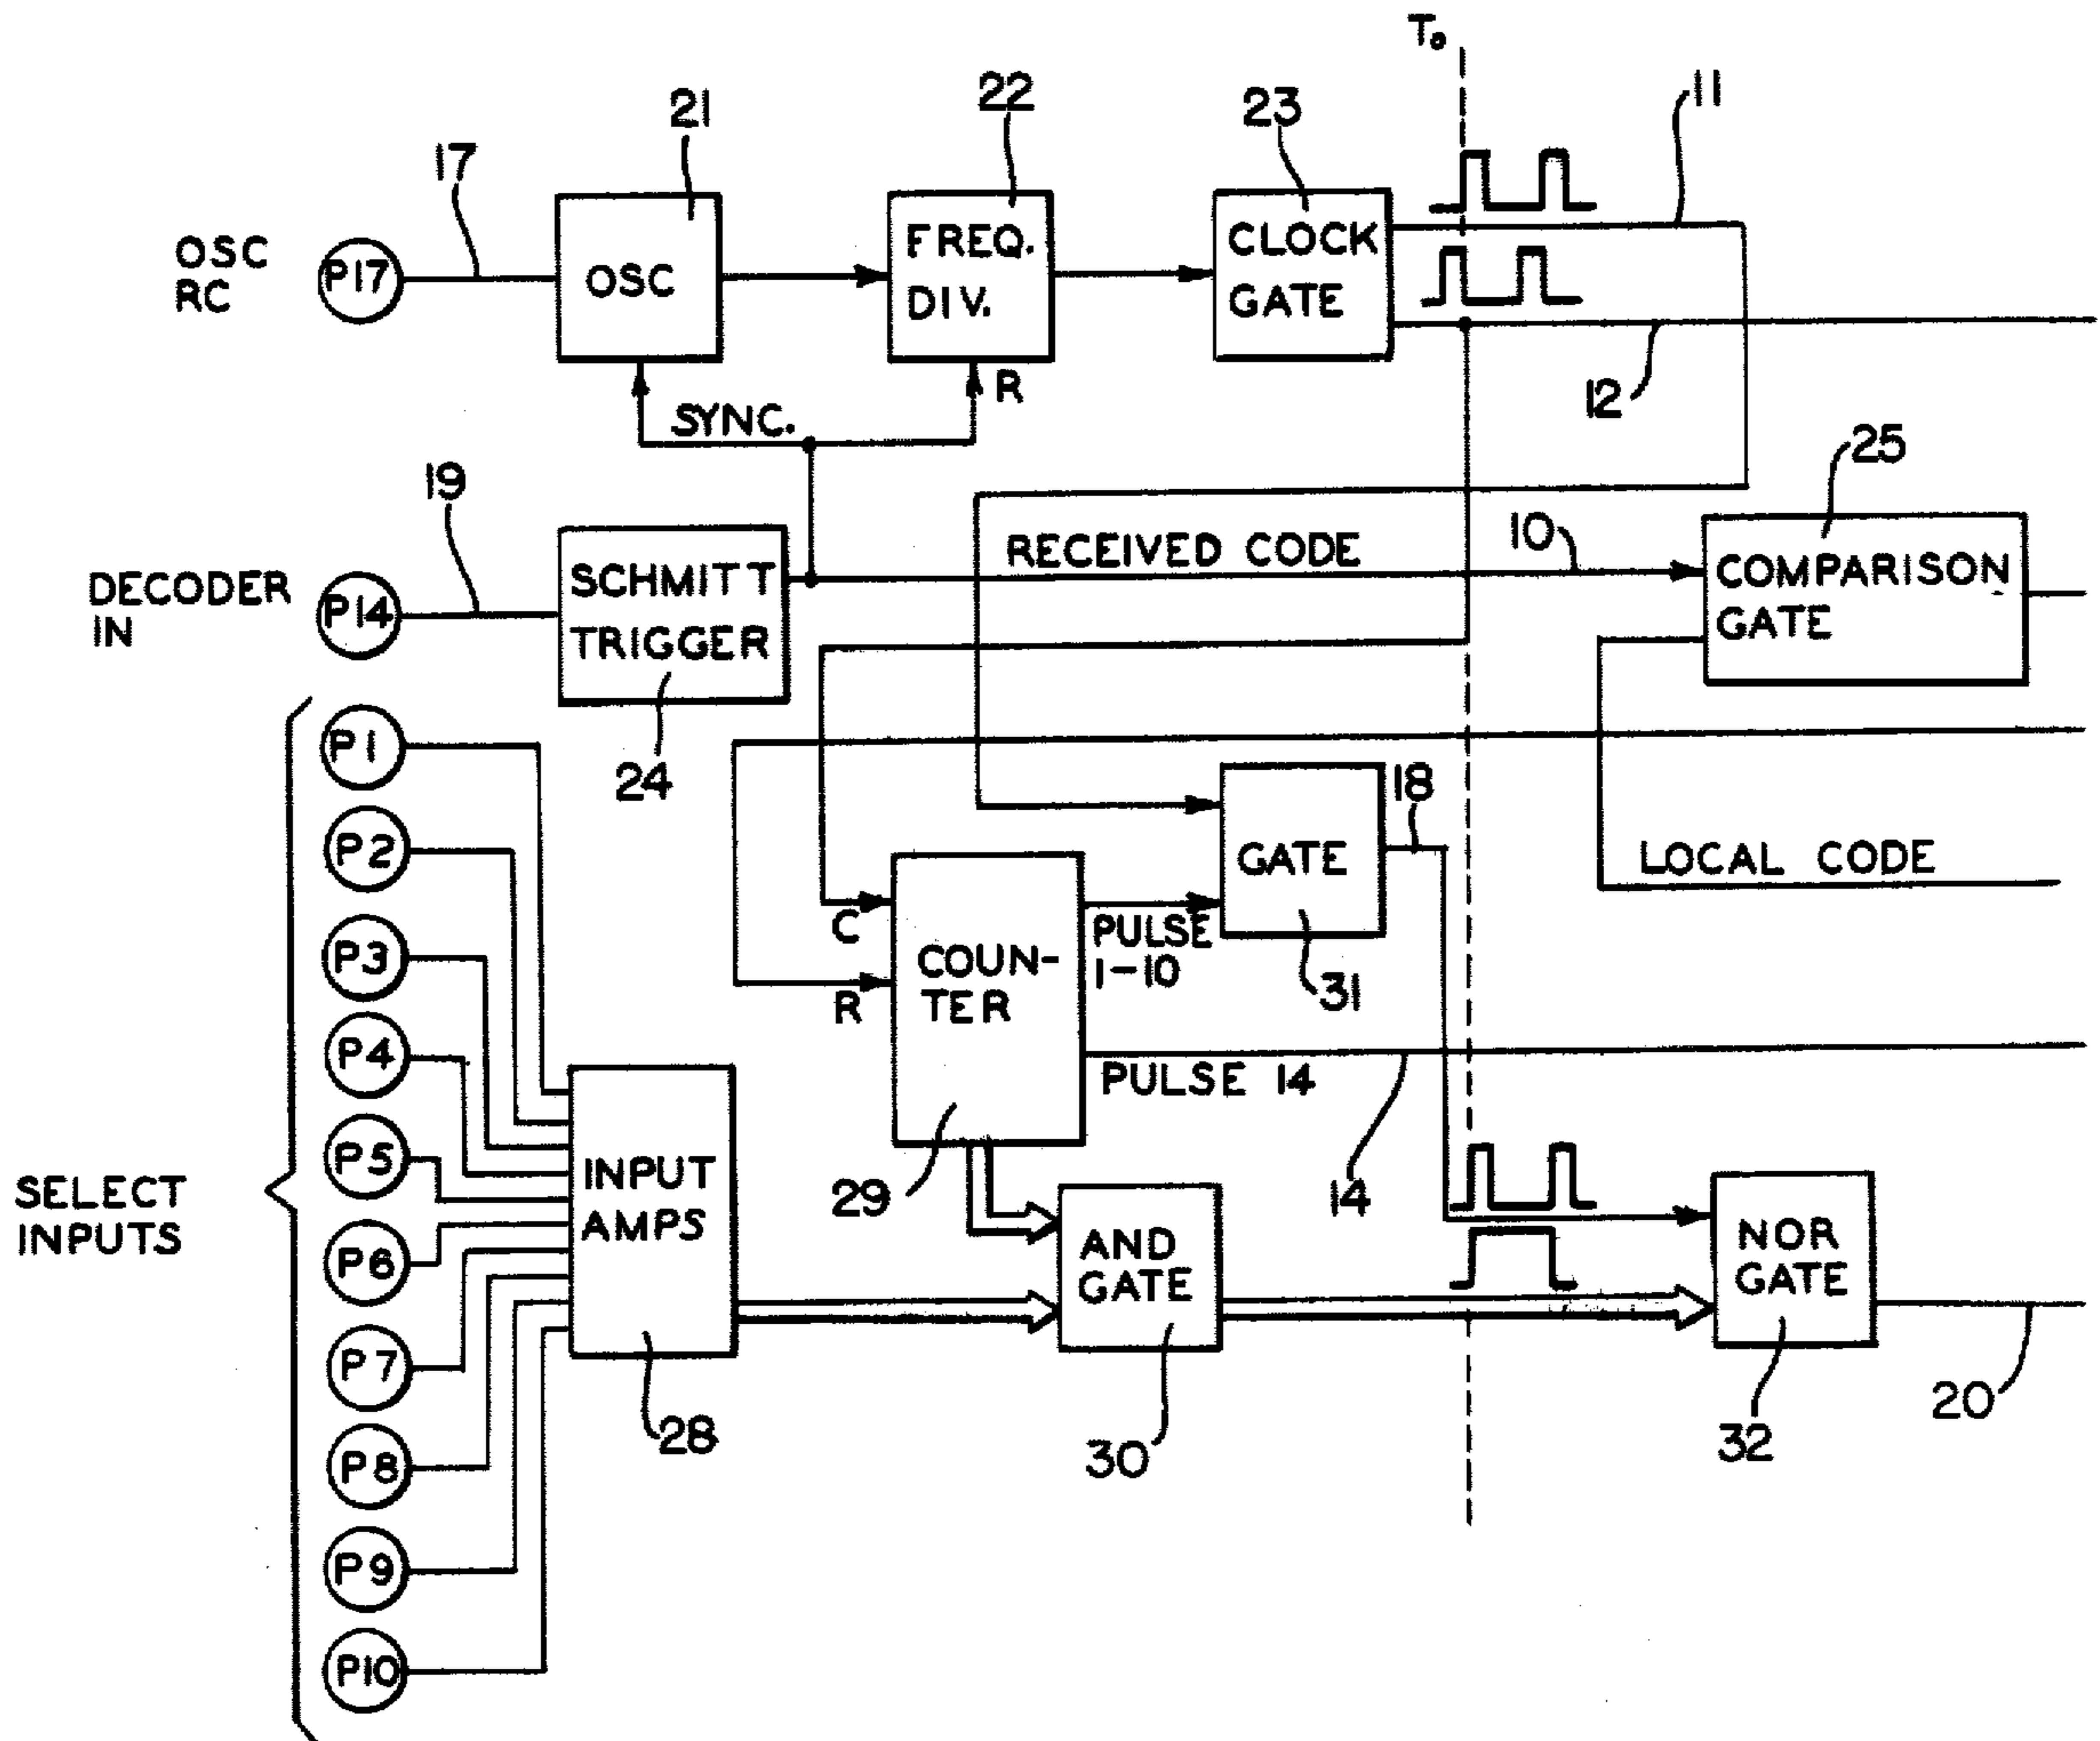 T₀
21
22
23
11
17
OSC
RC
P17
OSC
FREQ.
DIV.
CLOCK
GATE
R
12
SYNC.
19
25
DECODER
IN
P14
SCHMITT
TRIGGER
RECEIVED CODE
10
COMPARISON
GATE
24
P1
P2
P3
P4
P5
P6
P7
P8
P9
P10
SELECT
INPUTS
INPUT
AMPS
28
C
R
COUN-
TER
29
PULSE
1-10
GATE
31
18
LOCAL CODE
PULSE 14
14
AND
GATE
30
NOR
GATE
32
20